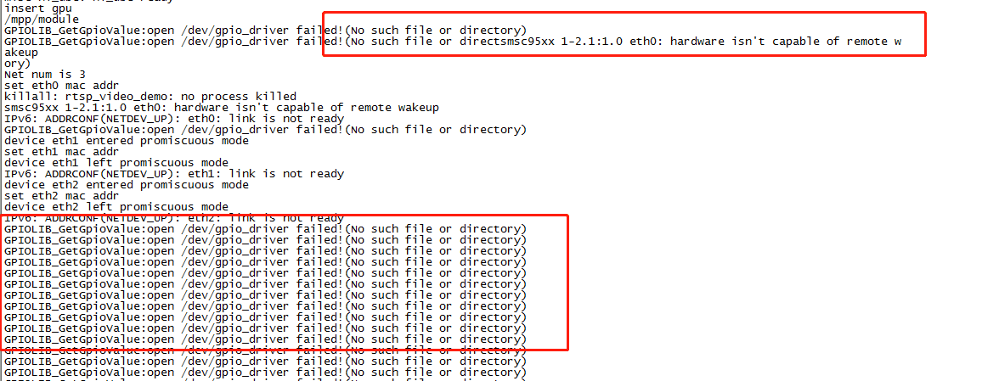 insert gpu
/mpp/module
GPIOLIB_GetGpioValue:open /dev/gpio_driver failed!(No such file or directory)
GPIOLIB_GetGpioValue:open /dev/gpio_driver failed!(No such file or directsmsc95xx 1-2.1:1.0 eth0: hardware isn't capable of remote w
akeup
ory)
Net num is 3
set eth0 mac addr
killall: rtsp_video_demo: no process killed
smsc95xx 1-2.1:1.0 eth0: hardware isn't capable of remote wakeup
IPv6: ADDRCONF(NETDEV_UP): eth0: link is not ready
GPIOLIB_GetGpioValue:open /dev/gpio_driver failed!(No such file or directory)
device eth1 entered promiscuous mode
set eth1 mac addr
device eth1 left promiscuous mode
IPv6: ADDRCONF(NETDEV_UP): eth1: link is not ready
device eth2 entered promiscuous mode
set eth2 mac addr
device eth2 left promiscuous mode
IPv6: ADDRCONF(NETDEV_UP): eth2: link is not ready
GPIOLIB_GetGpioValue:open /dev/gpio_driver failed!(No such file or directory)
GPIOLIB_GetGpioValue:open /dev/gpio_driver failed!(No such file or directory)
GPIOLIB_GetGpioValue:open /dev/gpio_driver failed!(No such file or directory)
GPIOLIB_GetGpioValue:open /dev/gpio_driver failed!(No such file or directory)
GPIOLIB_GetGpioValue:open /dev/gpio_driver failed!(No such file or directory)
GPIOLIB_GetGpioValue:open /dev/gpio_driver failed!(No such file or directory)
GPIOLIB_GetGpioValue:open /dev/gpio_driver failed!(No such file or directory)
GPIOLIB_GetGpioValue:open /dev/gpio_driver failed!(No such file or directory)
GPIOLIB_GetGpioValue:open /dev/gpio_driver failed!(No such file or directory)
GPIOLIB_GetGpioValue:open /dev/gpio_driver failed!(No such file or directory)
GPIOLIB_GetGpioValue:open /dev/gpio_driver failed!(No such file or directory)
GPIOLIB_GetGpioValue:open /dev/gpio_driver failed!(No such file or directory)
GPIOLIB_GetGpioValue:open /dev/gpio_driver failed!(No such file or directory)
GPIOLIB_GetGpioValue:open /dev/gpio_driver failed!(No such file or directory)